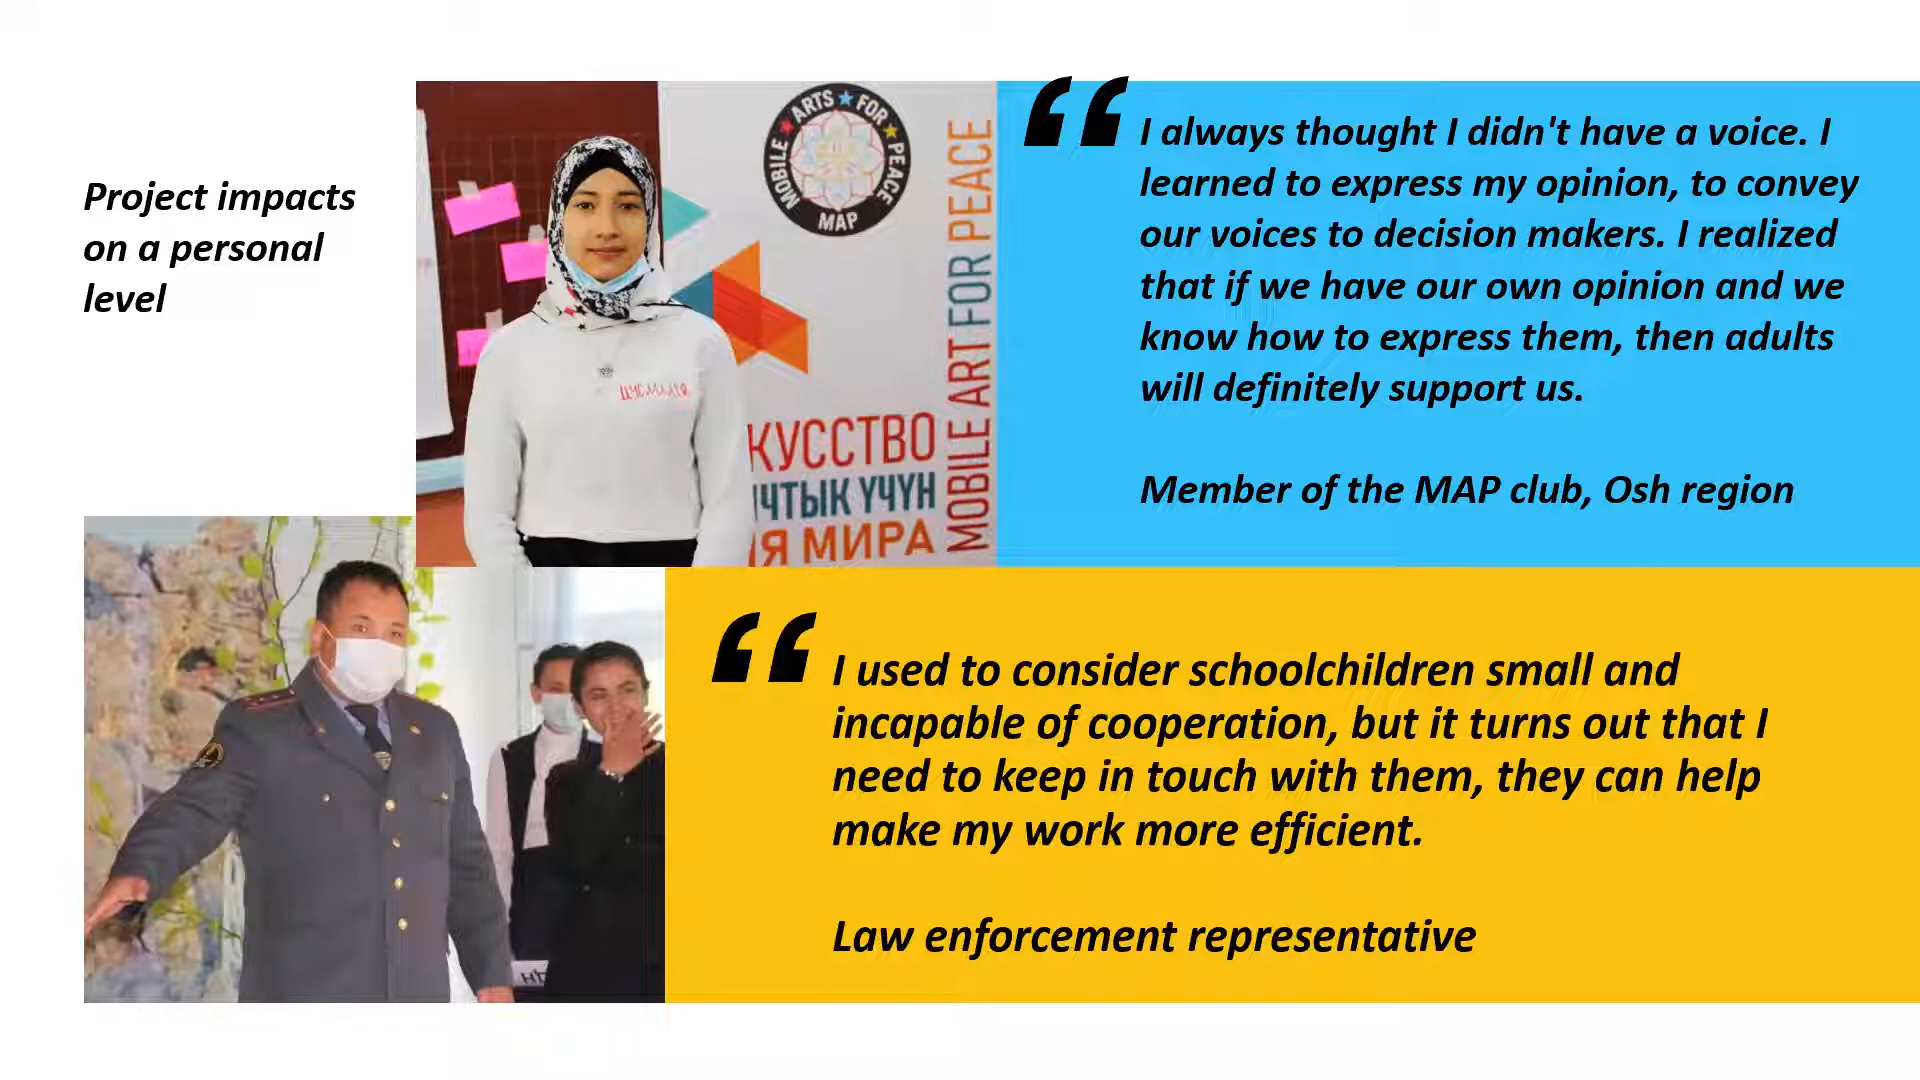 Project impacts
on a personal
level
MOBILE ★ ARTS ★ FOR ★ PEACE
MAP
MOBILE ART FOR PEACE
КУССТВО
ЧТЫК ҮЧҮН
Я МИРА
“ I always thought I didn't have a voice. I
learned to express my opinion, to convey
our voices to decision makers. I realized
that if we have our own opinion and we
know how to express them, then adults
will definitely support us.
Member of the MAP club, Osh region
“ I used to consider schoolchildren small and
incapable of cooperation, but it turns out that I
need to keep in touch with them, they can help
make my work more efficient.
Law enforcement representative